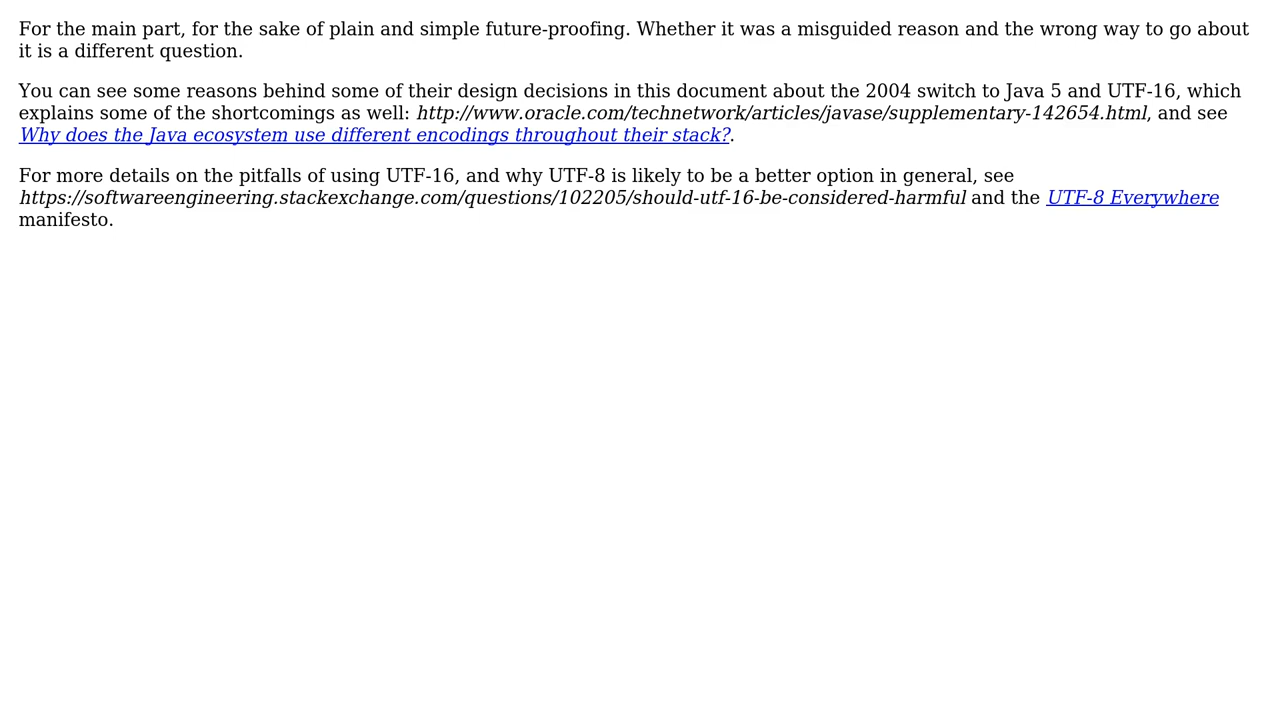 For the main part, for the sake of plain and simple future-proofing. Whether it was a misguided reason and the wrong way to go about
it is a different question.
You can see some reasons behind some of their design decisions in this document about the 2004 switch to Java 5 and UTF-16, which
explains some of the shortcomings as well: http://www.oracle.com/technetwork/articles/javase/supplementary-142654.html, and see
Why does the Java ecosystem use different encodings throughout their stack?.
For more details on the pitfalls of using UTF-16, and why UTF-8 is likely to be a better option in general, see
https://softwareengineering.stackexchange.com/questions/102205/should-utf-16-be-considered-harmful and the UTF-8 Everywhere
manifesto.